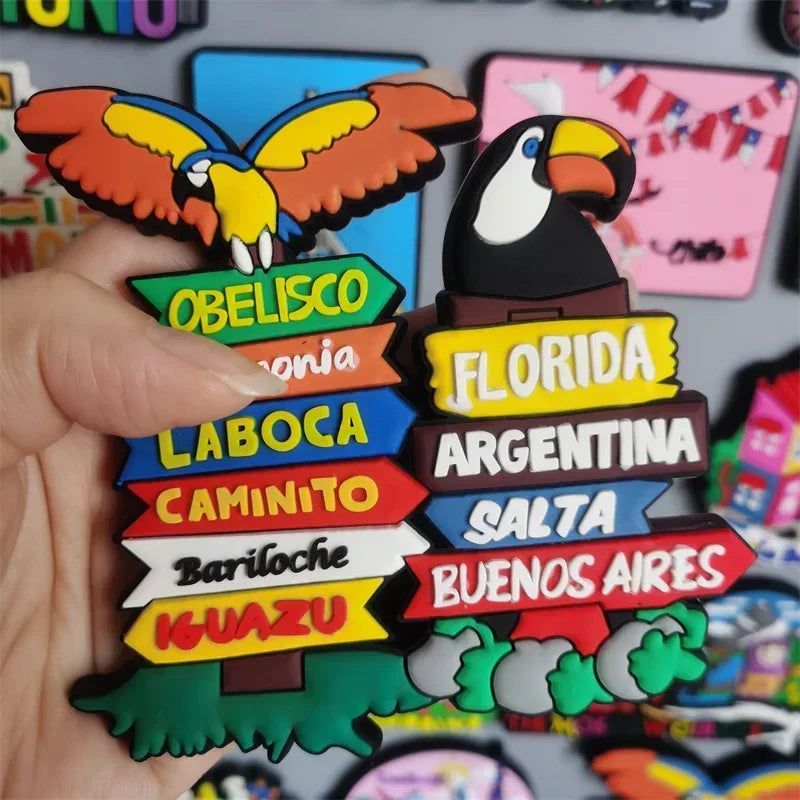 OBELISCO
LABOCA
CAMINITO
Bariloche
IGUAZU
FLORIDA
ARGENTINA
SALTA
BUENOS AIRES